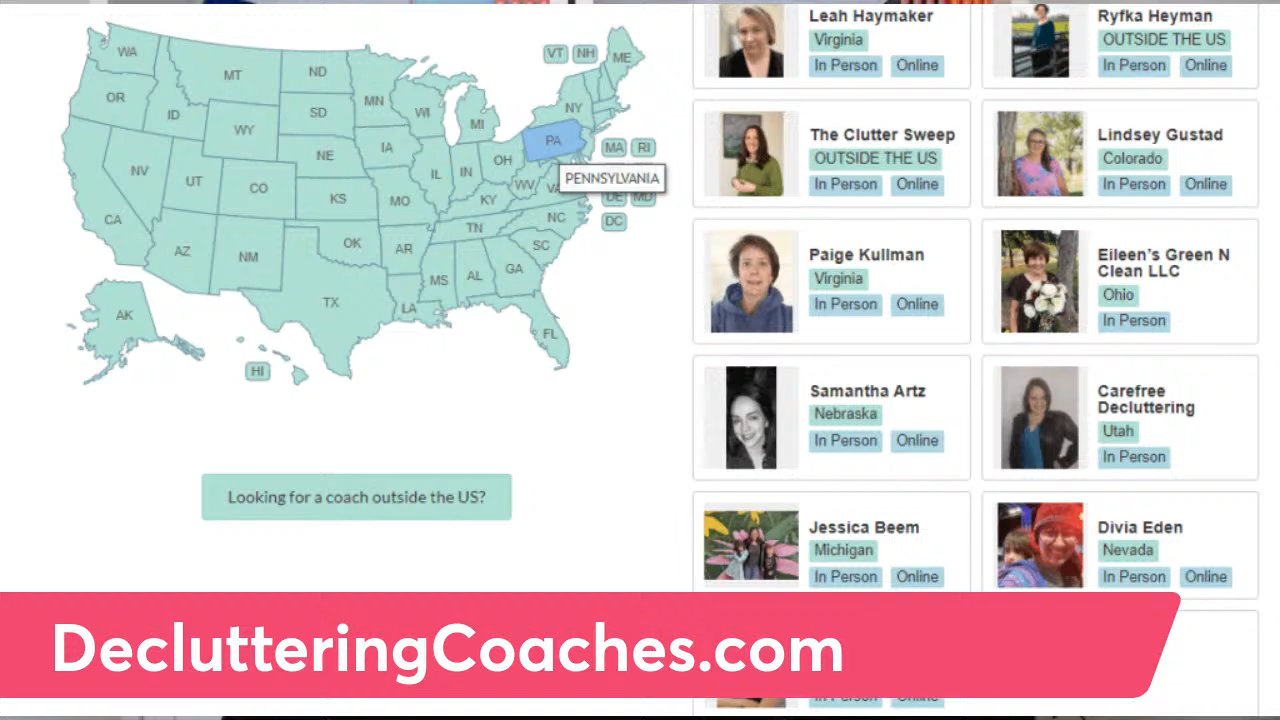 WA
MT
ND
MN
VT
NH
ME
OR
ID
WY
SD
WI
MI
NY
PA
MA
RI
PENNSYLVANIA
NV
UT
CO
NE
IA
IL
IN
OH
WV
VA
DE
MD
DC
CA
AZ
NM
KS
MO
KY
TN
NC
OK
AR
SC
MS
AL
GA
TX
LA
FL
AK
HI
Looking for a coach outside the US?
Leah Haymaker
Virginia
In Person Online
Ryfka Heyman
OUTSIDE THE US
In Person Online
The Clutter Sweep
OUTSIDE THE US
In Person Online
Lindsey Gustad
Colorado
In Person Online
Paige Kullman
Virginia
In Person Online
Eileen's Green N
Clean LLC
Ohio
In Person
Samantha Artz
Nebraska
In Person Online
Carefree
Decluttering
Utah
In Person
Jessica Beem
Michigan
In Person Online
Divia Eden
Nevada
In Person Online
In Person Online
DeclutteringCoaches.com